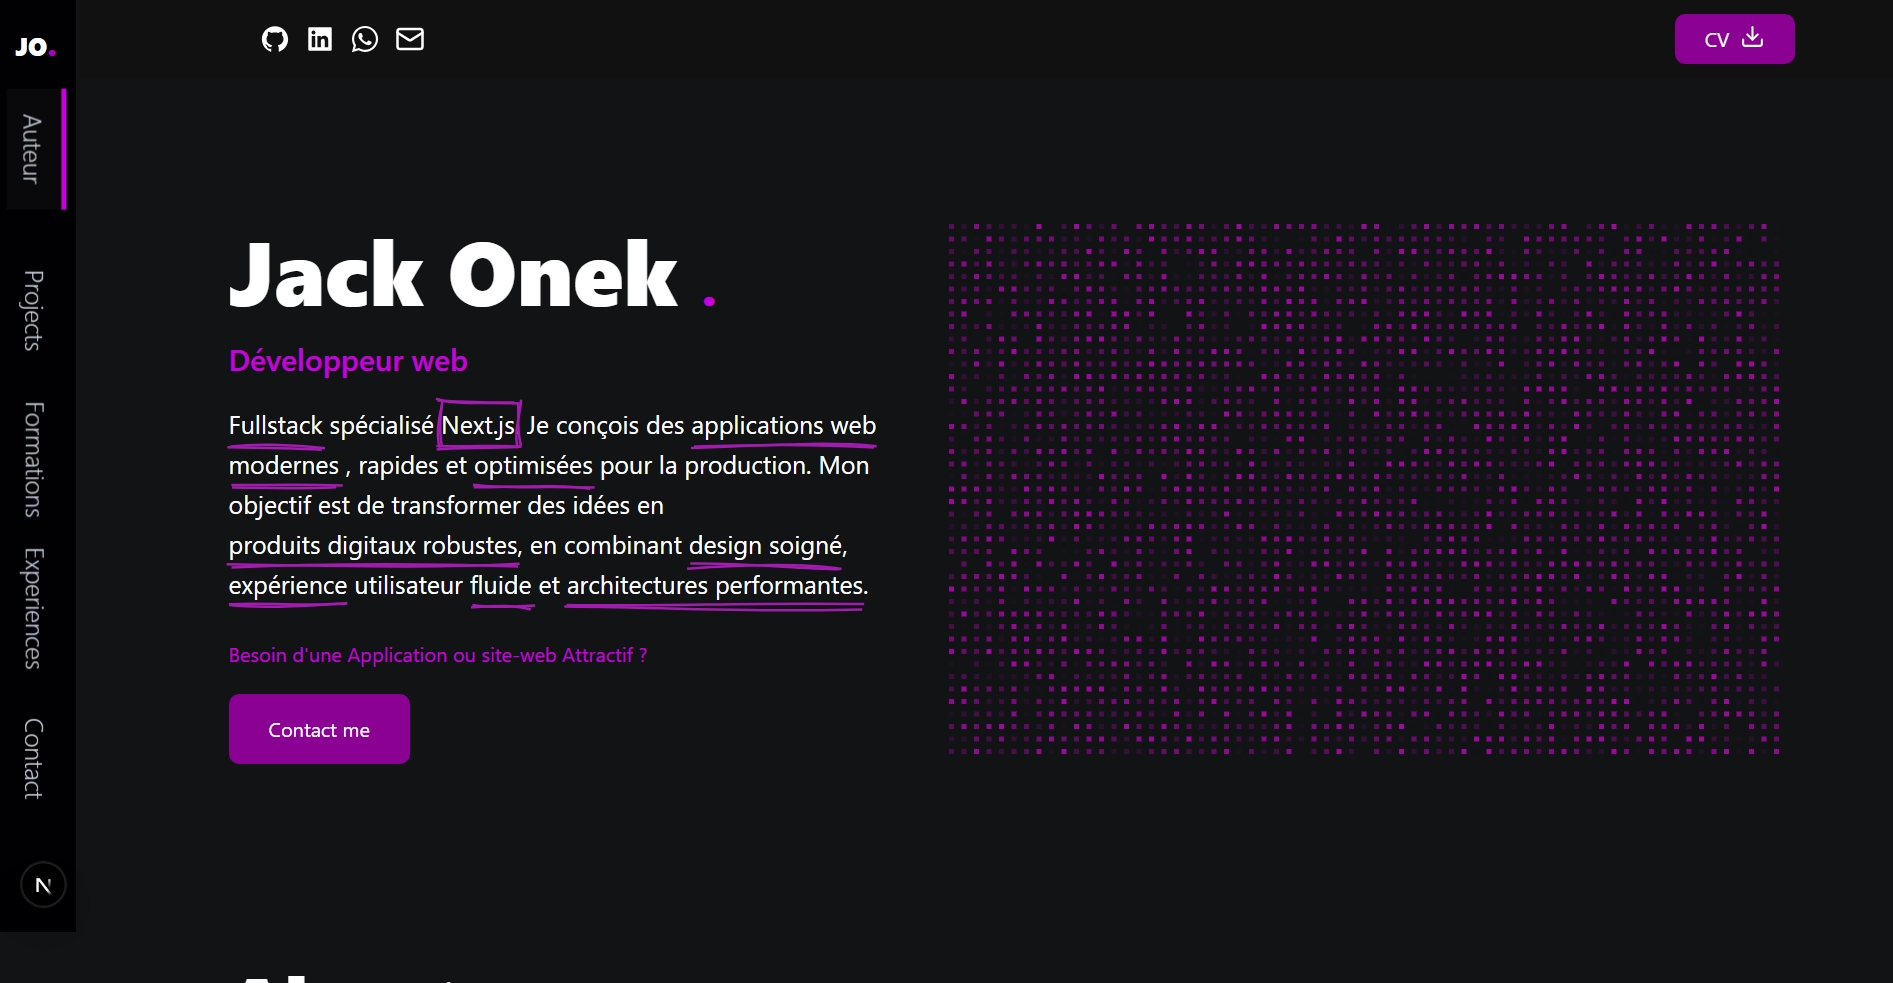 JO.
CV
Auteur
Projects
Formations
Experiences
Contact
N
Jack Onek .
Développeur web
Fullstack spécialisé Next.js Je conçois des applications web
modernes , rapides et optimisées pour la production. Mon
objectif est de transformer des idées en
produits digitaux robustes, en combinant design soigné,
expérience utilisateur fluide et architectures performantes.
Besoin d'une Application ou site-web Attractif ?
Contact me